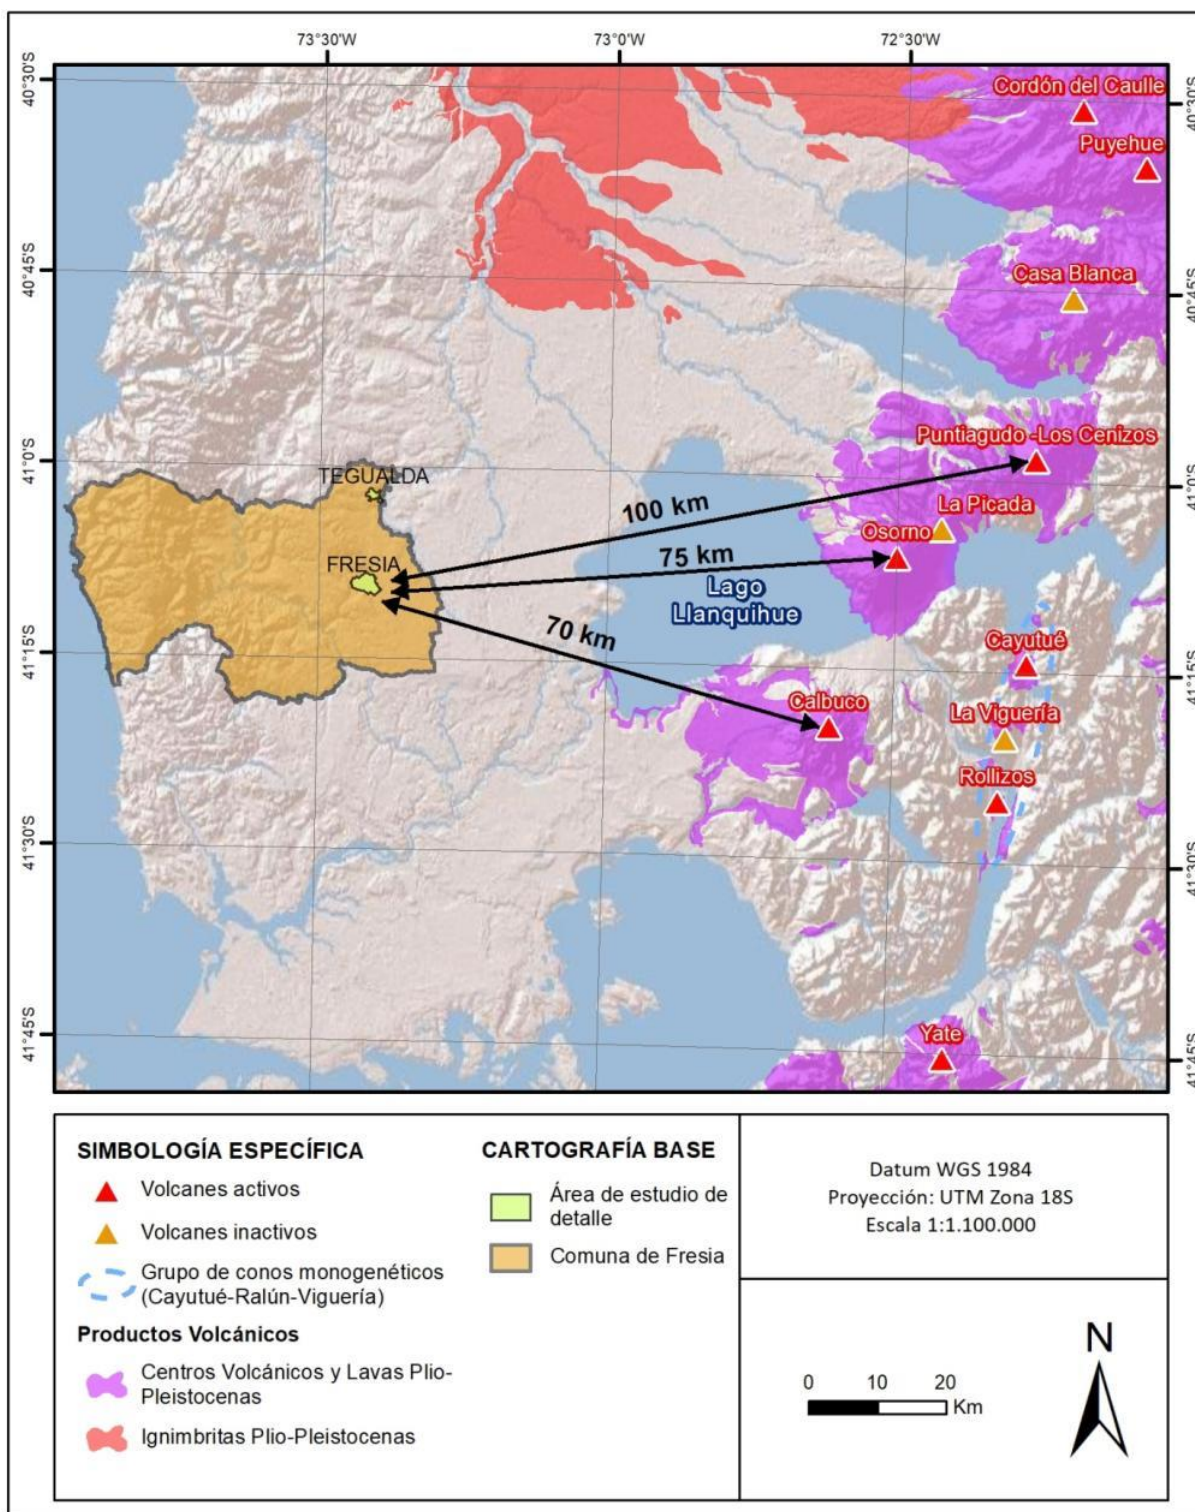 73°30'W
73°0'W
72°30'W
40°30'S
40°30'S
Cordón del Caulle
Puyehue
40°45'S
Casa Blanca
40°45'S
Puntiagudo -Los Cenizos
41°0'S
TEGUALDA
41°0'S
100 km
La Picada
Osorno
75 km
FRESIA
Lago
Llanquihue
70 km
41°15'S
Cayutué
41°15'S
Calbuco
La Viguería
Rollizos
41°30'S
41°30'S
41°45'S
Yate
41°45'S
SIMBOLOGÍA ESPECÍFICA
Volcanes activos
Volcanes inactivos
Grupo de conos monogenéticos
(Cayutué-Ralún-Viguería)
Productos Volcánicos
Centros Volcánicos y Lavas Plio-
Pleistocenas
Ignimbritas Plio-Pleistocenas
CARTOGRAFÍA BASE
Área de estudio de
detalle
Comuna de Fresia
Datum WGS 1984
Proyección: UTM Zona 18S
Escala 1:1.100.000
0 10 20
Km
N